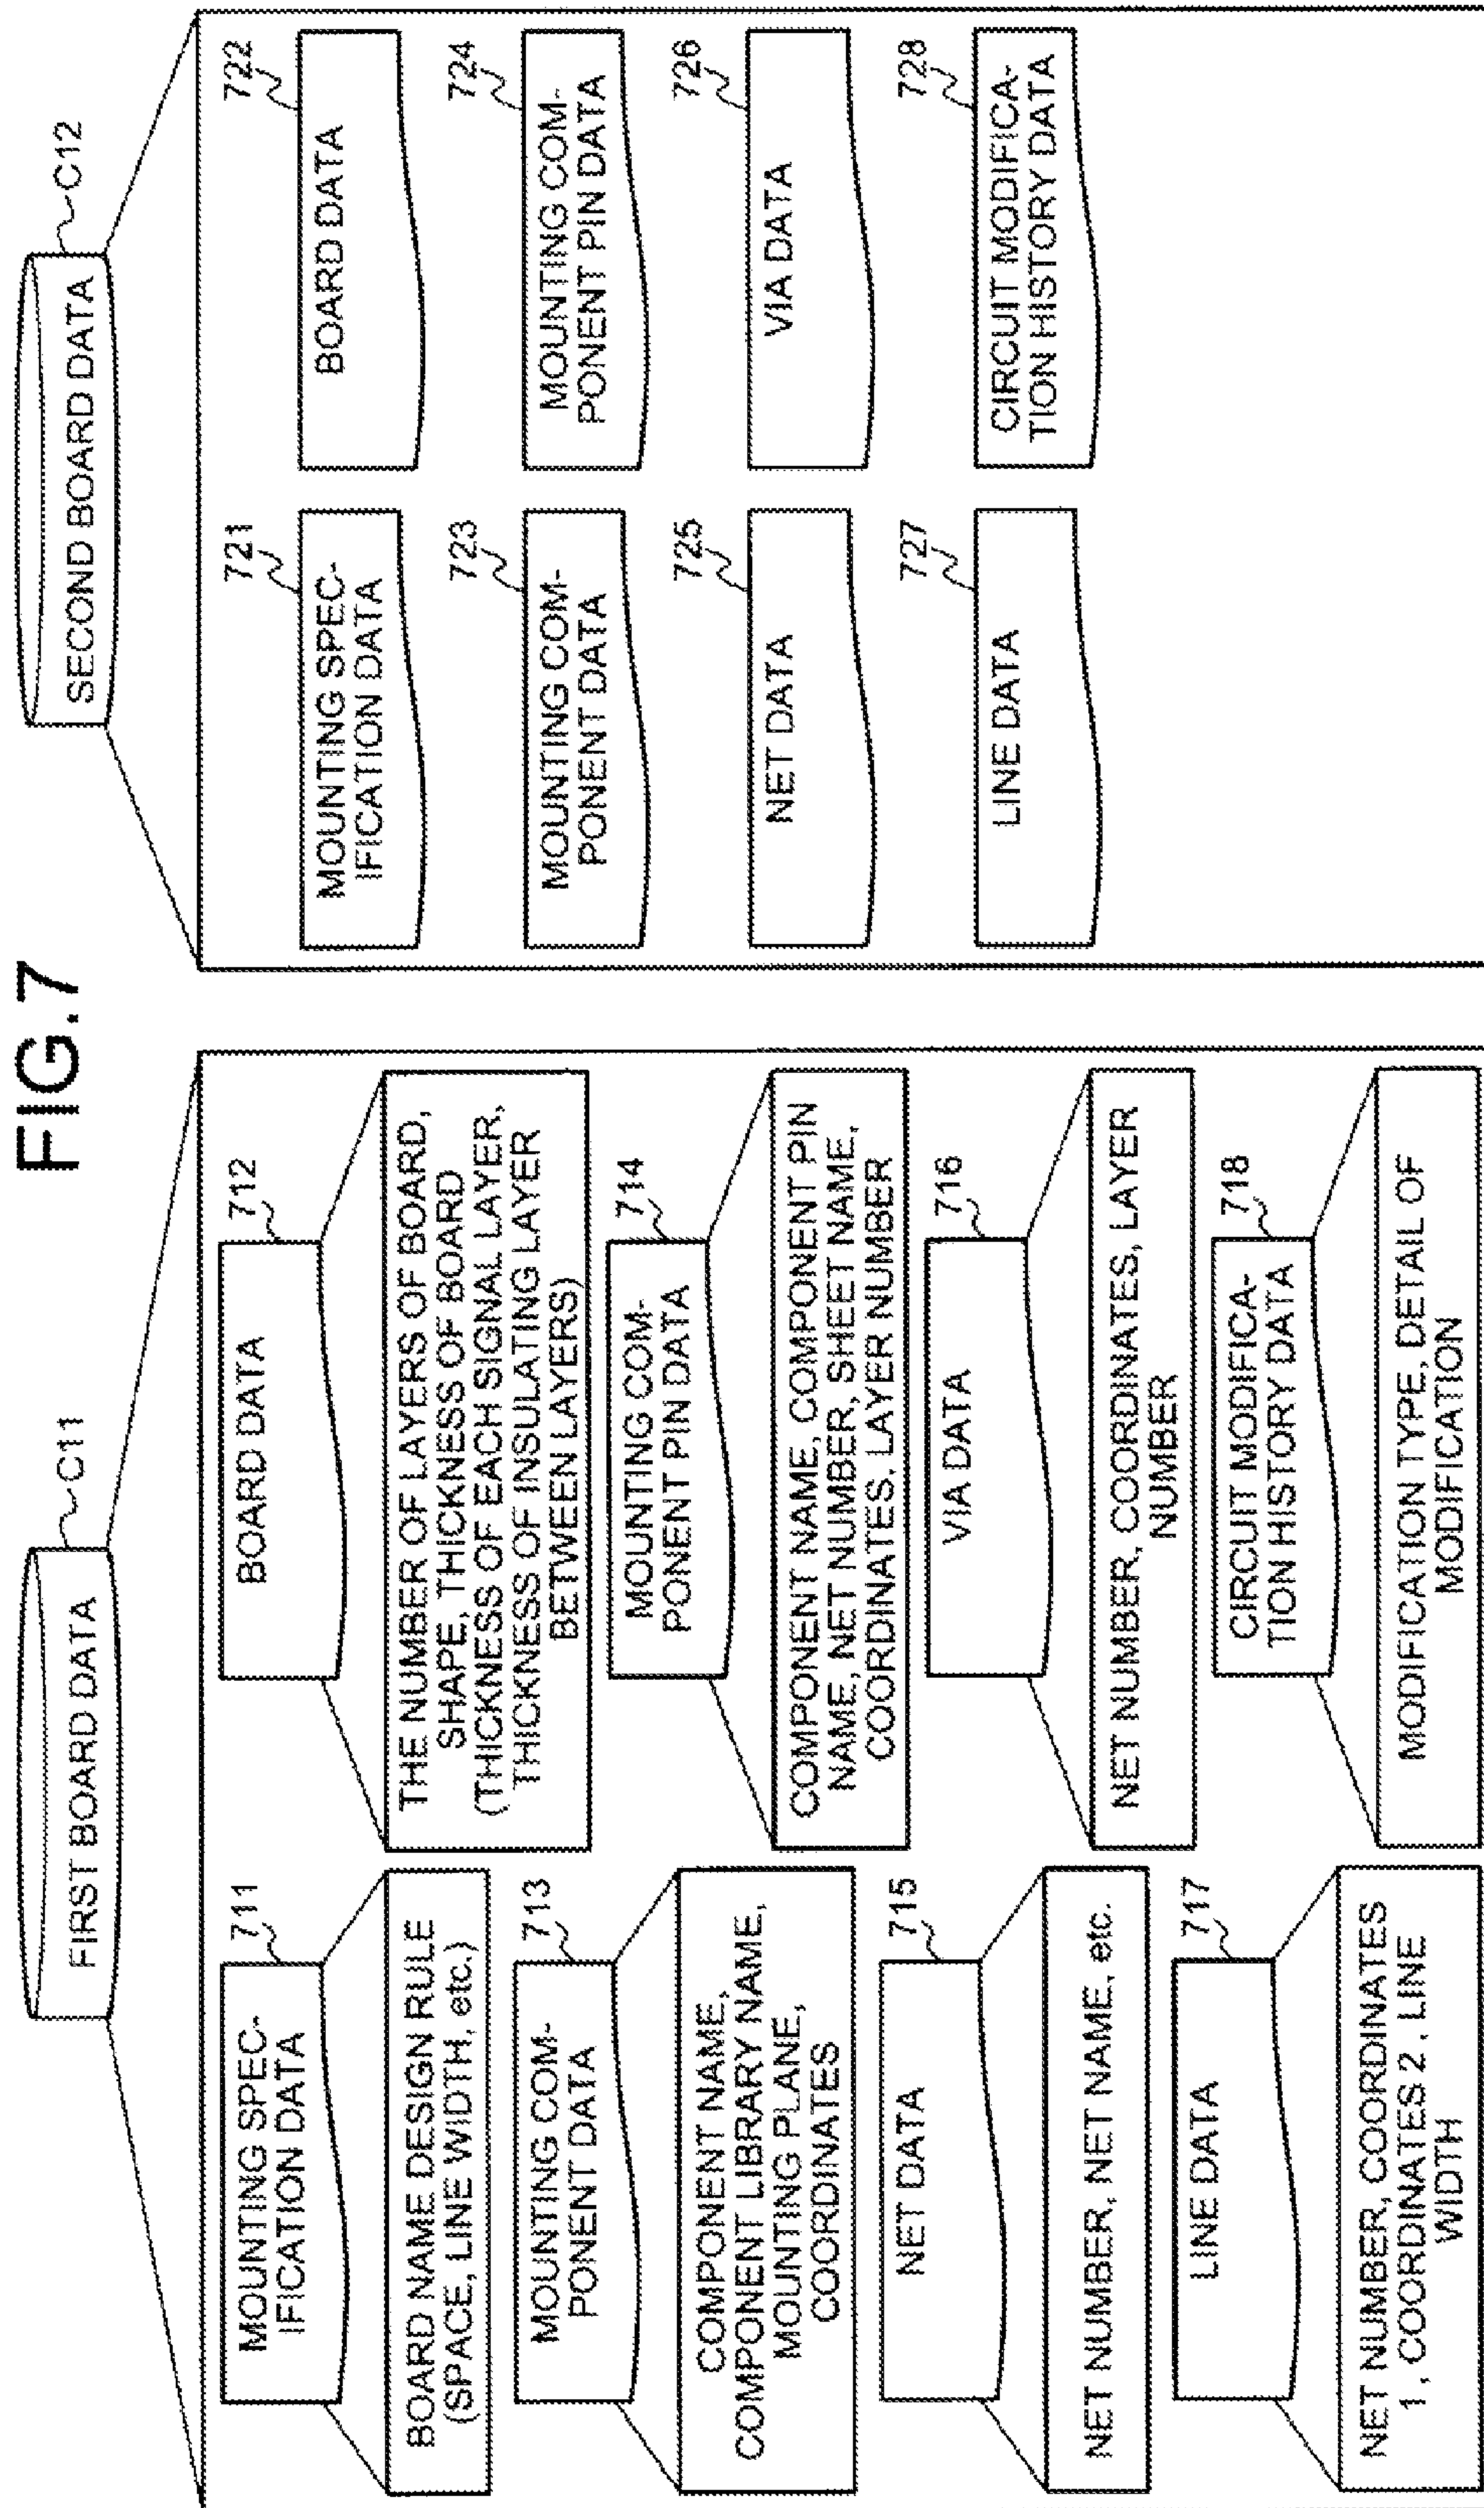 FIG.7
FIRST BOARD DATA
C11
711
MOUNTING SPEC-
IFICATION DATA
BOARD NAME DESIGN RULE
(SPACE, LINE WIDTH, etc.)
712
BOARD DATA
THE NUMBER OF LAYERS OF BOARD,
SHAPE, THICKNESS OF BOARD
(THICKNESS OF EACH SIGNAL LAYER,
THICKNESS OF INSULATING LAYER
BETWEEN LAYERS)
713
MOUNTING COM-
PONENT DATA
COMPONENT NAME,
COMPONENT LIBRARY NAME,
MOUNTING PLANE,
COORDINATES
714
MOUNTING COM-
PONENT PIN DATA
COMPONENT NAME, COMPONENT PIN
NAME, NET NUMBER, SHEET NAME,
COORDINATES, LAYER NUMBER
715
NET DATA
NET NUMBER, NET NAME, etc.
716
VIA DATA
NET NUMBER, COORDINATES, LAYER
NUMBER
717
LINE DATA
NET NUMBER, COORDINATES
1, COORDINATES 2, LINE
WIDTH
718
CIRCUIT MODIFICA-
TION HISTORY DATA
MODIFICATION TYPE, DETAIL OF
MODIFICATION
SECOND BOARD DATA
C12
721
MOUNTING SPEC-
IFICATION DATA
722
BOARD DATA
723
MOUNTING COM-
PONENT DATA
724
MOUNTING COM-
PONENT PIN DATA
725
NET DATA
726
VIA DATA
727
LINE DATA
728
CIRCUIT MODIFICA-
TION HISTORY DATA